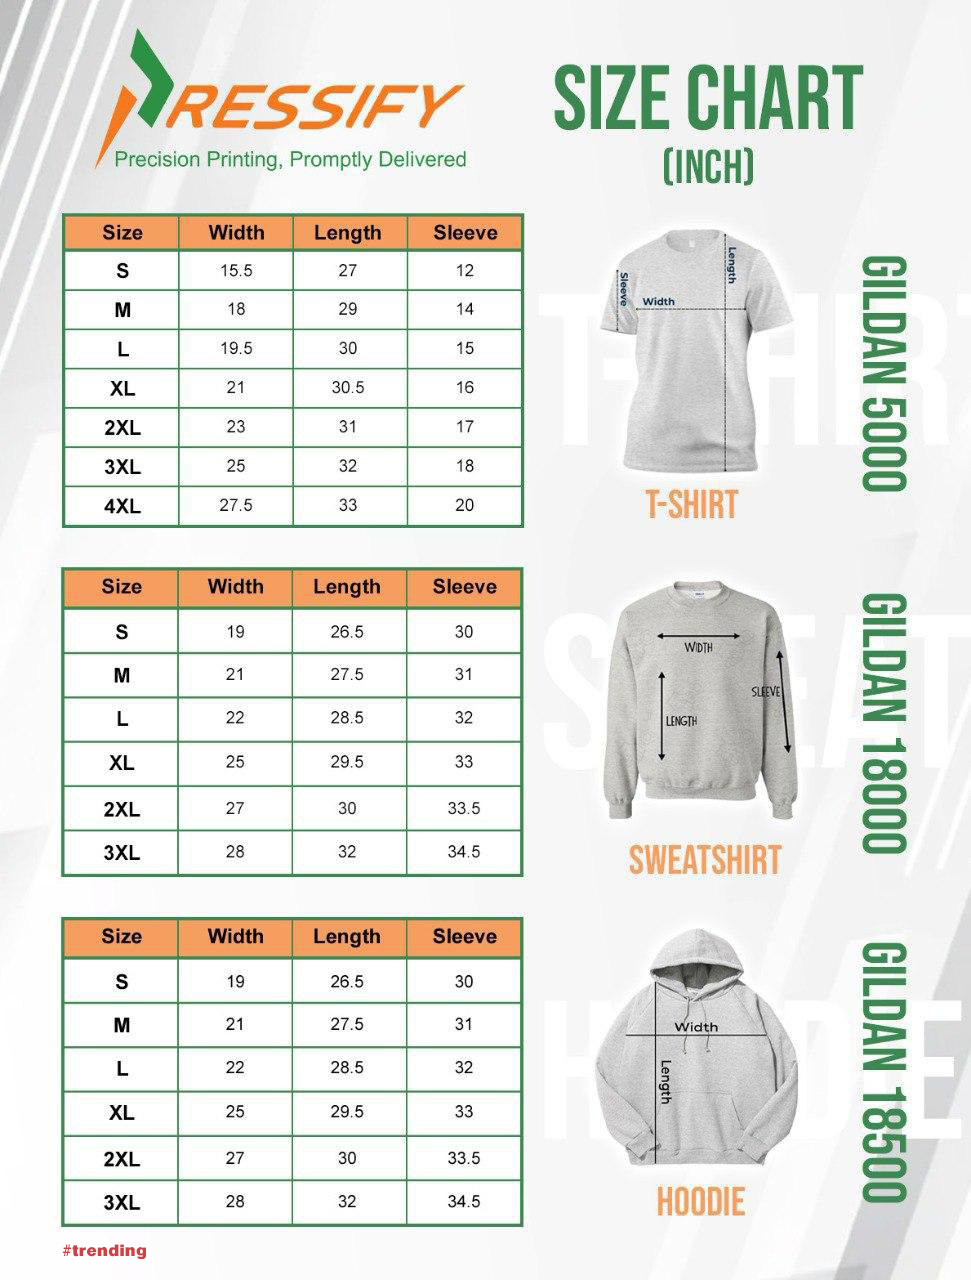 PRESSIFY
Precision Printing, Promptly Delivered
SIZE CHART
(INCH)
Size Width Length Sleeve
S 15.5 27 12
M 18 29 14
L 19.5 30 15
XL 21 30.5 16
2XL 23 31 17
3XL 25 32 18
4XL 27.5 33 20
Length
Sleeve
Width
T-SHIRT
T-SHIRT
GILDAN 5000
Size Width Length Sleeve
S 19 26.5 30
M 21 27.5 31
L 22 28.5 32
XL 25 29.5 33
2XL 27 30 33.5
3XL 28 32 34.5
WIDTH
SLEEVE
LENGTH
SWEAT
SWEATSHIRT
GILDAN 18000
Size Width Length Sleeve
S 19 26.5 30
M 21 27.5 31
L 22 28.5 32
XL 25 29.5 33
2XL 27 30 33.5
3XL 28 32 34.5
Width
Length
HOODIE
HOODIE
GILDAN 18500
#trending